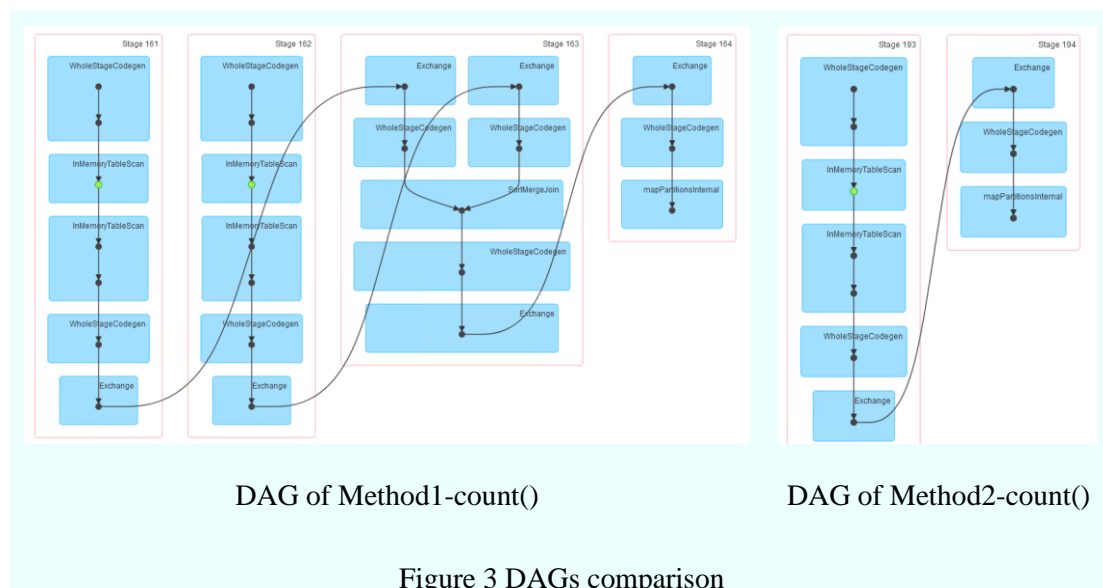 Stage 161
WholeStageCodegen
InMemoryTableScan
InMemoryTableScan
WholeStageCodegen
Exchange
Stage 162
WholeStageCodegen
InMemoryTableScan
InMemoryTableScan
WholeStageCodegen
Exchange
Stage 163
Exchange
Exchange
WholeStageCodegen
WholeStageCodegen
SortMergeJoin
WholeStageCodegen
Exchange
Stage 164
Exchange
WholeStageCodegen
mapPartitionsInternal
Stage 193
WholeStageCodegen
InMemoryTableScan
InMemoryTableScan
WholeStageCodegen
Exchange
Stage 194
Exchange
WholeStageCodegen
mapPartitionsInternal
DAG of Method1-count()
DAG of Method2-count()
Figure 3 DAGs comparison